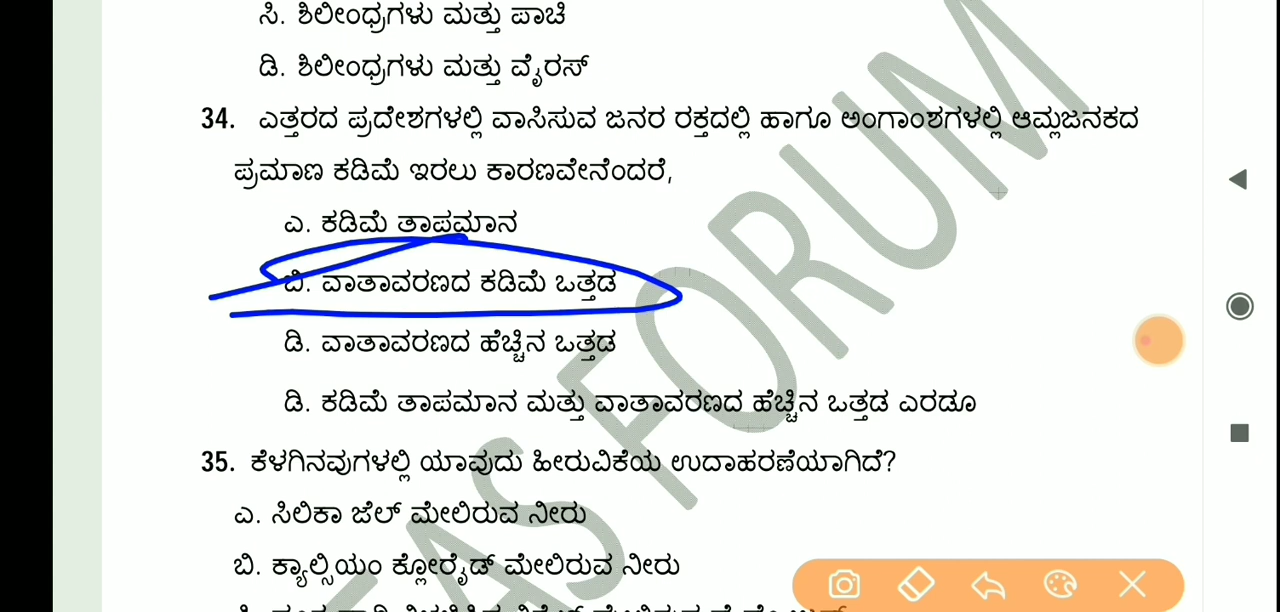 ಸಿ. ಶಿಲೀಂಧ್ರಗಳು ಮತ್ತು ಪಾಚಿ
ಡಿ. ಶಿಲೀಂಧ್ರಗಳು ಮತ್ತು ವೈರಸ್
34. ಎತ್ತರದ ಪ್ರದೇಶಗಳಲ್ಲಿ ವಾಸಿಸುವ ಜನರ ರಕ್ತದಲ್ಲಿ ಹಾಗೂ ಅಂಗಾಂಶಗಳಲ್ಲಿ ಆಮ್ಲಜನಕದ
ಪ್ರಮಾಣ ಕಡಿಮೆ ಇರಲು ಕಾರಣವೇನೆಂದರೆ,
ಎ. ಕಡಿಮೆ ತಾಪಮಾನ
ಬಿ. ವಾತಾವರಣದ ಕಡಿಮೆ ಒತ್ತಡ
ಡಿ. ವಾತಾವರಣದ ಹೆಚ್ಚಿನ ಒತ್ತಡ
ಡಿ. ಕಡಿಮೆ ತಾಪಮಾನ ಮತ್ತು ವಾತಾವರಣದ ಹೆಚ್ಚಿನ ಒತ್ತಡ ಎರಡೂ
35. ಕೆಳಗಿನವುಗಳಲ್ಲಿ ಯಾವುದು ಹೀರುವಿಕೆಯ ಉದಾಹರಣೆಯಾಗಿದೆ?
ಎ. ಸಿಲಿಕಾ ಜೆಲ್ ಮೇಲಿರುವ ನೀರು
ಬಿ. ಕ್ಯಾಲ್ಸಿಯಂ ಕ್ಲೋರೈಡ್ ಮೇಲಿರುವ ನೀರು
AS FORUM